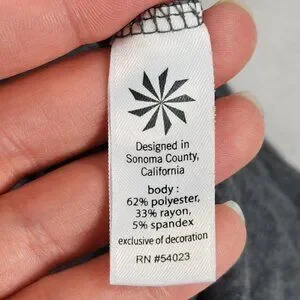 Designed in
Sonoma County,
California
body :
62% polyester,
33% rayon,
5% spandex
exclusive of decoration
RN #54023